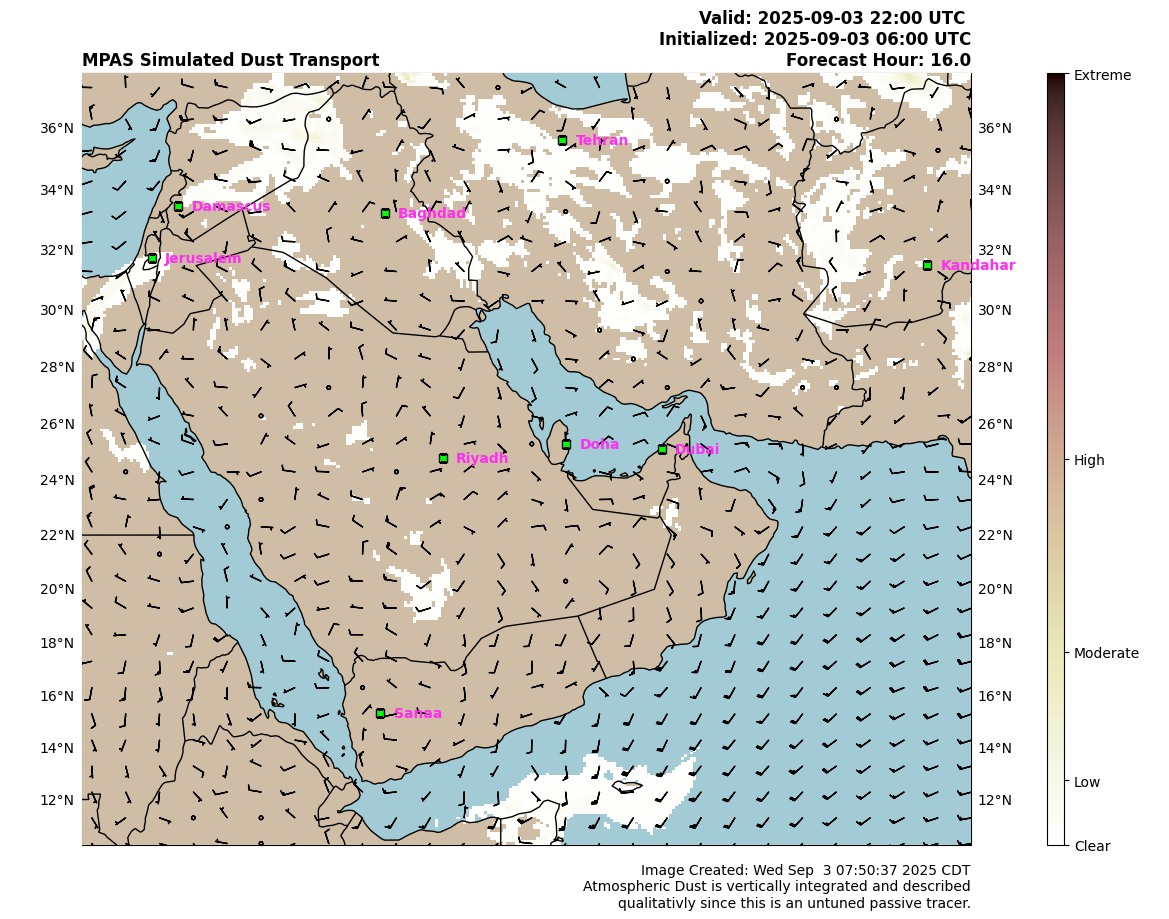 Valid: 2025-09-03 22:00 UTC
Initialized: 2025-09-03 06:00 UTC
MPAS Simulated Dust Transport
Forecast Hour: 16.0
Extreme
36°N
36°N
Tehran
34°N
34°N
Damascus
Baghdad
32°N
32°N
Jerusalem
Kandahar
30°N
30°N
28°N
28°N
26°N
26°N
Doha
Dubai
Riyadh
High
24°N
24°N
22°N
22°N
20°N
20°N
18°N
18°N
Moderate
16°N
16°N
Sanaa
14°N
14°N
Low
12°N
12°N
Clear
Image Created: Wed Sep  3 07:50:37 2025 CDT
Atmospheric Dust is vertically integrated and described
qualitativly since this is an untuned passive tracer.